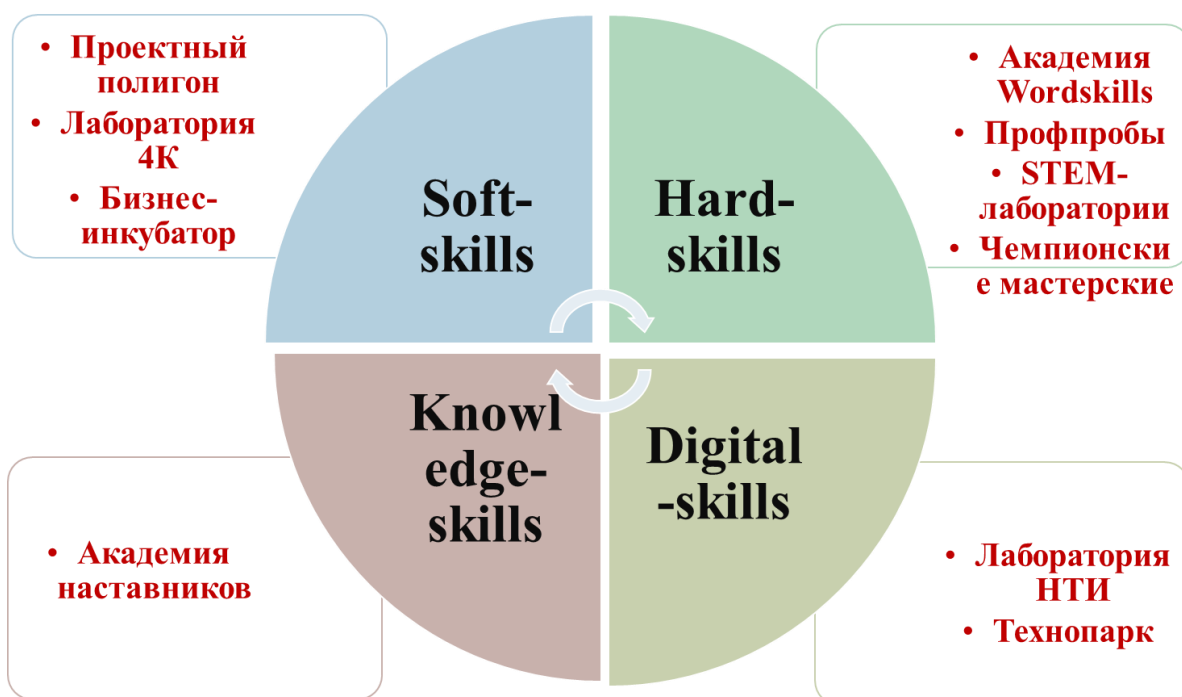 • Проектный
полигон
• Лаборатория
4К
• Бизнес-
инкубатор
Soft-
skills
Hard-
skills
• Академия
Wordskills
• Профпробы
• STEM-
лаборатории
• Чемпионски
е мастерские
Knowl
edge-
skills
Digital
-skills
• Академия
наставников
• Лаборатория
НТИ
• Технопарк